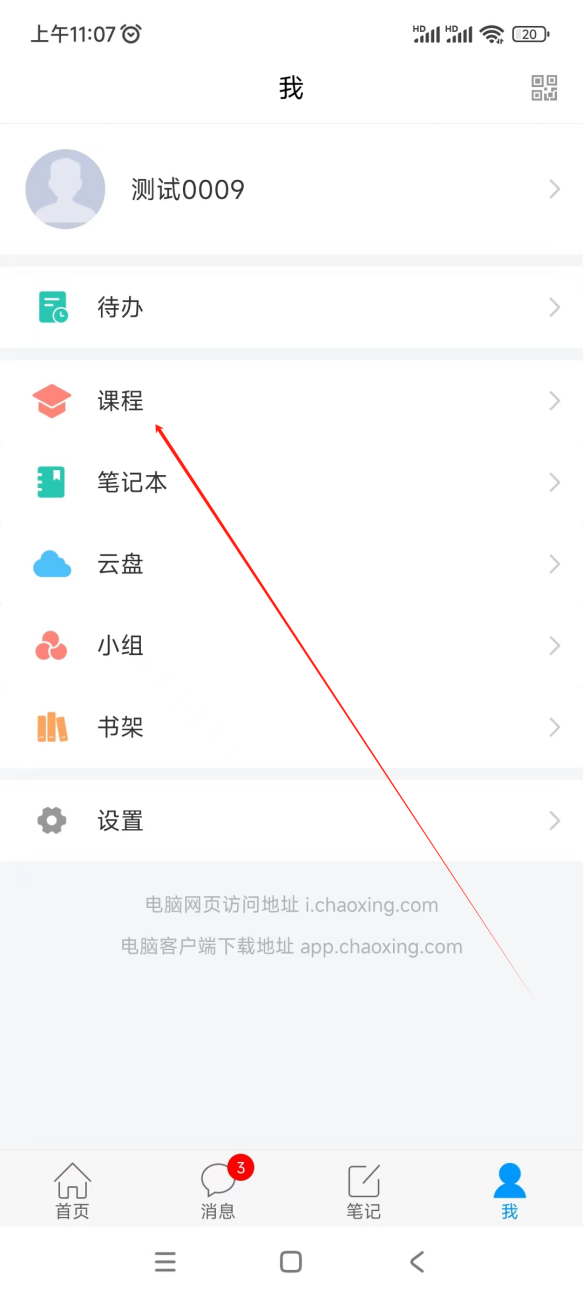 上午11:07
HD HD 20
我
测试0009
待办
课程
笔记本
云盘
小组
书架
设置
电脑网页访问地址 i.chaoxing.com
电脑客户端下载地址 app.chaoxing.com
3
首页 消息 笔记 我